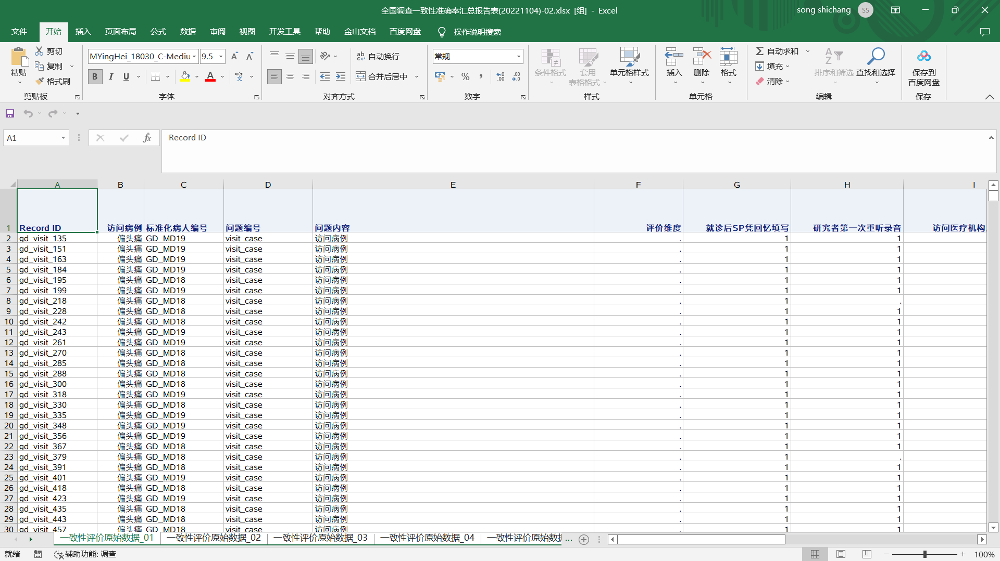 全国调查一致性准确率汇总报告表(20221104)-02.xlsx [组] - Excel
song shichang SS
文件 开始 插入 页面布局 公式 数据 审阅 视图 开发工具 帮助 金山文档 百度网盘 操作说明搜索
粘贴 剪切 复制 格式刷
剪贴板
MYingHei_18030_C-Mediu 9.5
B I U A wén 文
字体
ab 自动换行
合并后居中
对齐方式
常规
% ,
数字
条件格式 套用 表格格式 单元格样式
样式
插入 删除 格式
单元格
自动求和 填充 清除 排序和筛选 查找和选择
编辑
保存到 百度网盘
保存
A1 fx Record ID
A B C D E F G H I
1 Record ID 访问病例 标准化病人编号 问题编号 问题内容 评价维度 就诊后SP凭回忆填写 研究者第一次重听录音 访问医疗机构
2 gd_visit_135 偏头痛 GD_MD19 visit_case 访问病例 . 1 1
3 gd_visit_151 偏头痛 GD_MD19 visit_case 访问病例 . 1 1
4 gd_visit_163 偏头痛 GD_MD19 visit_case 访问病例 . 1 1
5 gd_visit_184 偏头痛 GD_MD19 visit_case 访问病例 . 1 1
6 gd_visit_195 偏头痛 GD_MD18 visit_case 访问病例 . 1 1
7 gd_visit_199 偏头痛 GD_MD19 visit_case 访问病例 . 1 1
8 gd_visit_218 偏头痛 GD_MD18 visit_case 访问病例 . 1 .
9 gd_visit_228 偏头痛 GD_MD18 visit_case 访问病例 . 1 1
10 gd_visit_242 偏头痛 GD_MD18 visit_case 访问病例 . 1 1
11 gd_visit_243 偏头痛 GD_MD19 visit_case 访问病例 . 1 1
12 gd_visit_261 偏头痛 GD_MD19 visit_case 访问病例 . 1 1
13 gd_visit_270 偏头痛 GD_MD18 visit_case 访问病例 . 1 1
14 gd_visit_285 偏头痛 GD_MD18 visit_case 访问病例 . 1 1
15 gd_visit_288 偏头痛 GD_MD18 visit_case 访问病例 . 1 1
16 gd_visit_300 偏头痛 GD_MD18 visit_case 访问病例 . 1 1
17 gd_visit_318 偏头痛 GD_MD19 visit_case 访问病例 . 1 1
18 gd_visit_330 偏头痛 GD_MD18 visit_case 访问病例 . 1 1
19 gd_visit_335 偏头痛 GD_MD19 visit_case 访问病例 . 1 1
20 gd_visit_348 偏头痛 GD_MD19 visit_case 访问病例 . 1 1
21 gd_visit_356 偏头痛 GD_MD19 visit_case 访问病例 . 1 1
22 gd_visit_367 偏头痛 GD_MD18 visit_case 访问病例 . 1 1
23 gd_visit_379 偏头痛 GD_MD18 visit_case 访问病例 . 1 .
24 gd_visit_391 偏头痛 GD_MD18 visit_case 访问病例 . 1 1
25 gd_visit_401 偏头痛 GD_MD19 visit_case 访问病例 . 1 1
26 gd_visit_418 偏头痛 GD_MD18 visit_case 访问病例 . 1 1
27 gd_visit_423 偏头痛 GD_MD19 visit_case 访问病例 . 1 1
28 gd_visit_435 偏头痛 GD_MD18 visit_case 访问病例 . 1 1
29 gd_visit_443 偏头痛 GD_MD18 visit_case 访问病例 . 1 1
30 gd_visit_457 偏头痛 GD_MD18 visit_case 访问病例 . 1 1
一致性评价原始数据_01 一致性评价原始数据_02 一致性评价原始数据_03 一致性评价原始数据_04 一致性评价原始数据 ...
就绪 辅助功能: 调查 100%